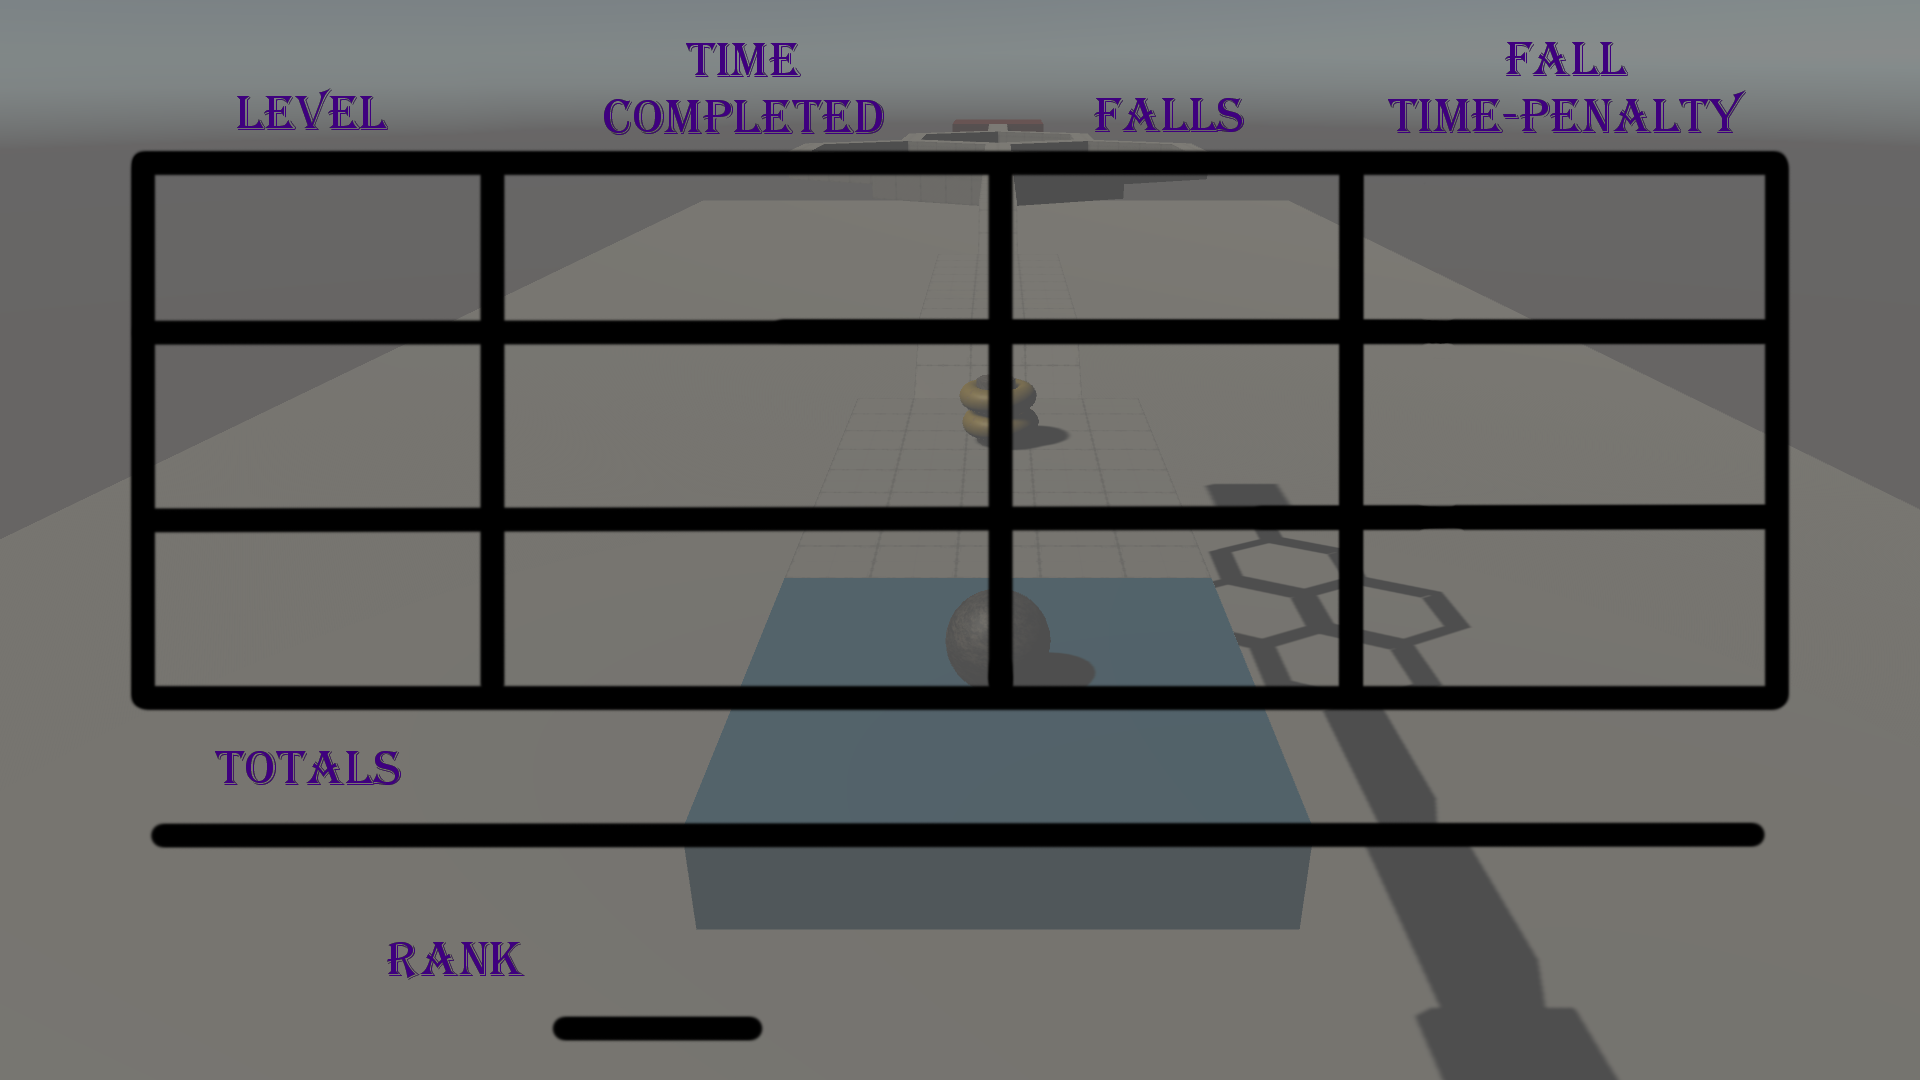 LEVEL
TIME
COMPLETED
FALLS
FALL
TIME-PENALTY
TOTALS
RANK